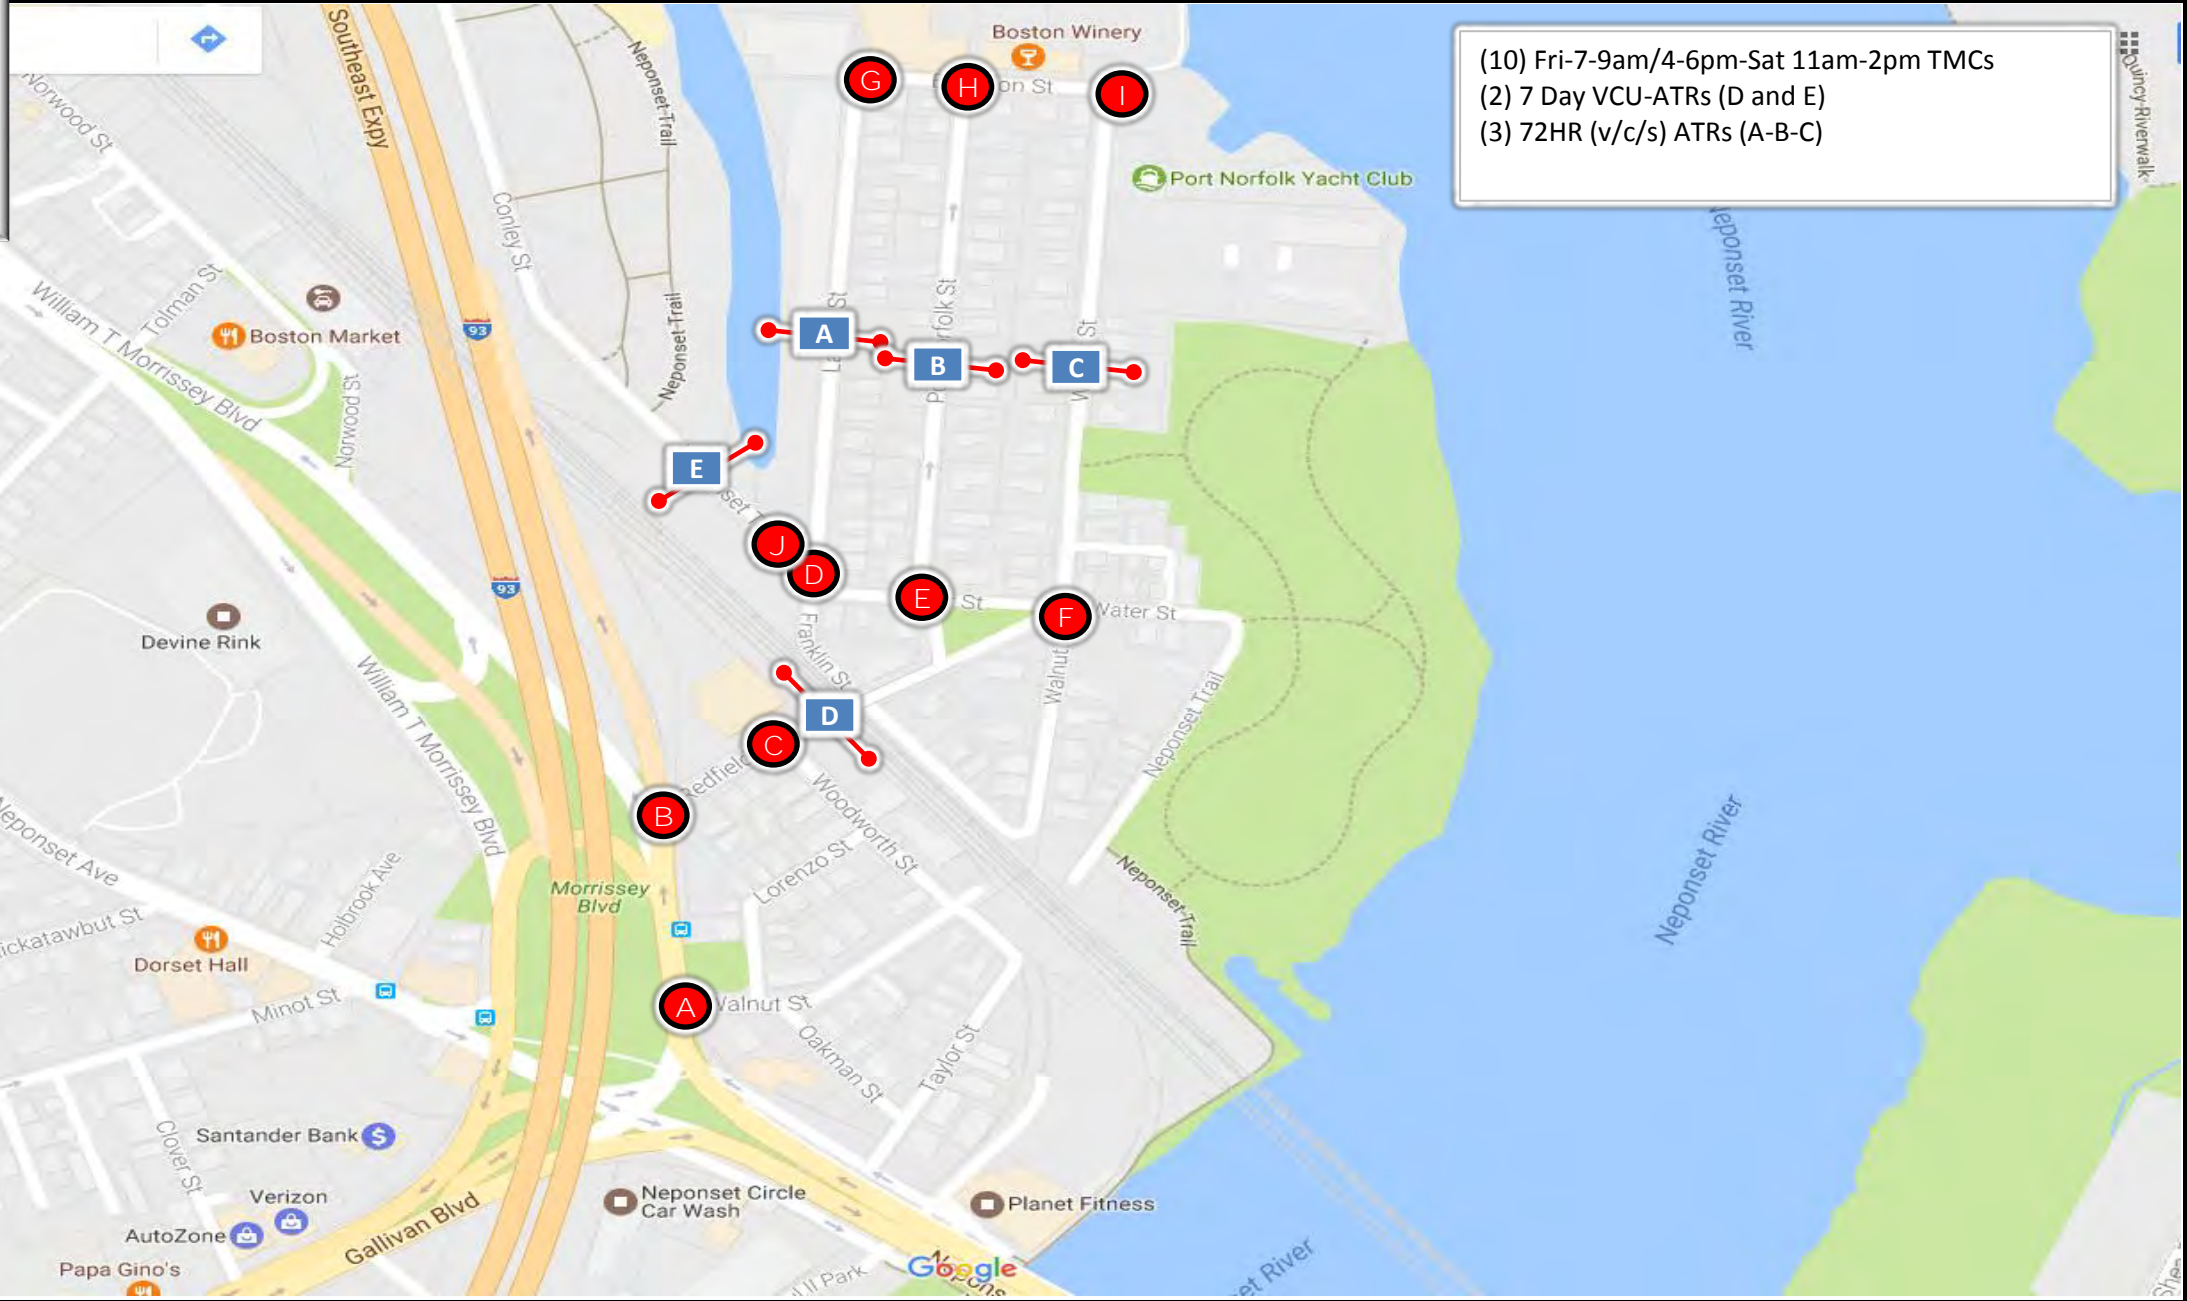 (10) Fri-7-9am/4-6pm-Sat 11am-2pm TMCs
(2) 7 Day VCU-ATRs (D and E)
(3) 72HR (v/c/s) ATRs (A-B-C)
Boston Winery
Southeast Expy
Neponset Trail
Norwood St
G
H
on St
I
Port Norfolk Yacht Club
Conley St
Neponset River
Tolman St
Boston Market
William T Morrissey Blvd
93
Neponset Trail
Norwood St
A
B
C
E
J
D
E
St
F
Water St
93
Devine Rink
Franklin St
Walnut
Neponset Trail
William T Morrissey Blvd
D
C
Redfield
B
Woodworth St
Lorenzo St
Neponset Ave
Holbrook Ave
Morrissey
Blvd
Neponset Trail
Neponset River
Dorset Hall
Minot St
A
Walnut St
Oakman St
Taylor St
Clover St
Santander Bank
$
Verizon
AutoZone
Papa Gino's
Gallivan Blvd
Neponset Circle
Car Wash
Planet Fitness
Google
Park
et River